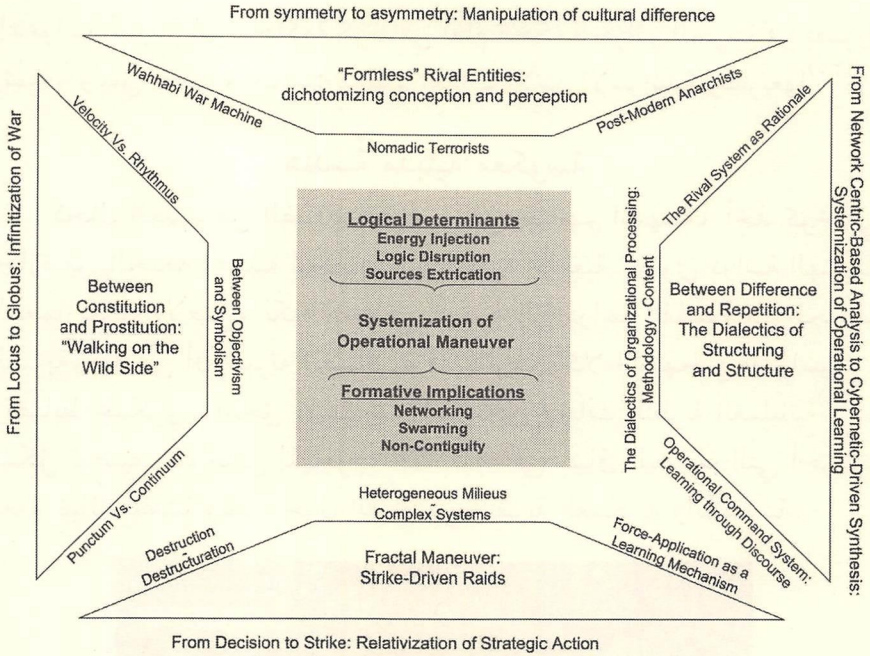 From symmetry to asymmetry: Manipulation of cultural difference
"Formless" Rival Entities:
dichotomizing conception and perception
Wahhabi War Machine
Post-Modern Anarchists
Nomadic Terrorists
From Locus to Globus: Infinitization of War
Velocity Vs. Rhythmus
Between
Constitution
and Prostitution:
"Walking on the
Wild Side"
Between Objectivism
and Symbolism
Punctum Vs. Continuum
Logical Determinants
Energy Injection
Logic Disruption
Sources Extrication
Systemization of
Operational Maneuver
Formative Implications
Networking
Swarming
Non-Contiguity
The Dialectics of Organizational Processing:
Methodology - Content
The Rival System as Rationale
Between Difference
and Repetition:
The Dialectics of
Structuring
and Structure
Operational Command System:
Learning through Discourse
From Network Centric-Based Analysis to Cybernetic-Driven Synthesis:
Systemization of Operational Learning
Heterogeneous Milieus
-
Complex Systems
Destruction
-
Destructuration
Fractal Maneuver:
Strike-Driven Raids
Force-Application as a
Learning Mechanism
From Decision to Strike: Relativization of Strategic Action